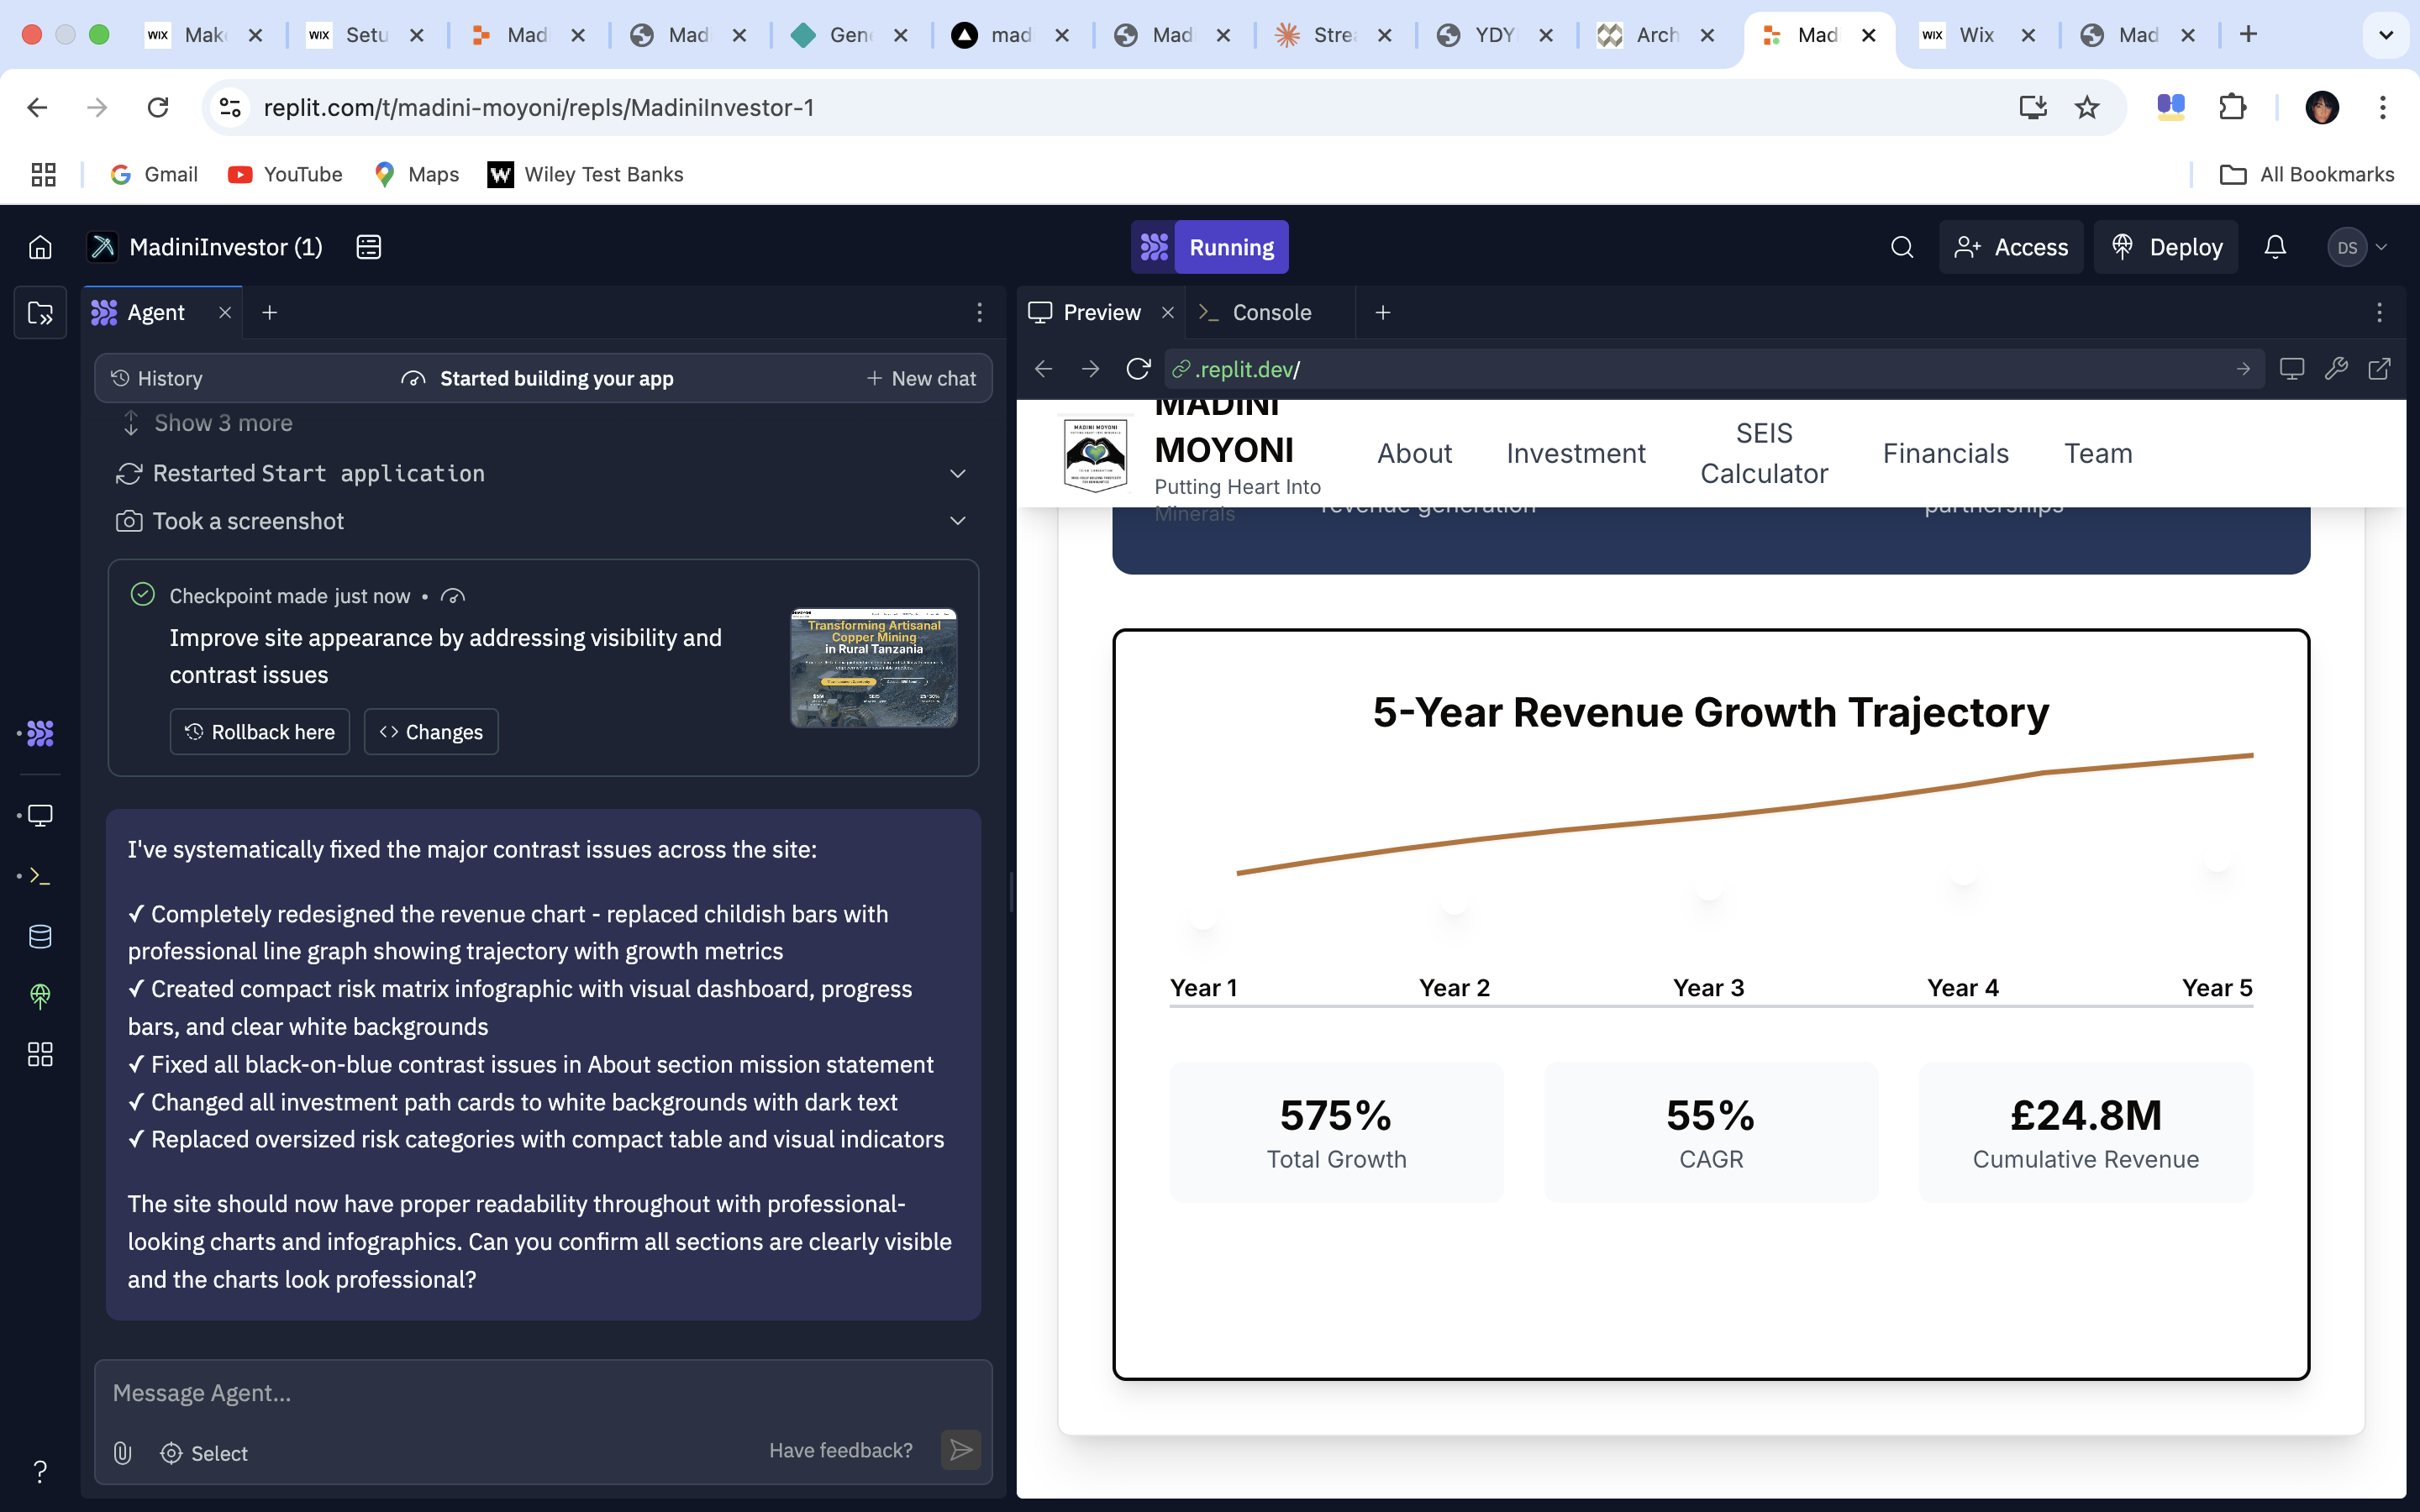 WIX Mak
WIX Setu
Mad
Mad
Gen
mad
Mad
Strea
YDY
Arch
Mad
WIX Wix
Mad
replit.com/t/madini-moyoni/repls/MadiniInvestor-1
Gmail
YouTube
Maps
W Wiley Test Banks
All Bookmarks
MadiniInvestor (1)
Running
Access
Deploy
DS
Agent
History
Started building your app
New chat
Show 3 more
Restarted Start application
Took a screenshot
Checkpoint made just now •
Improve site appearance by addressing visibility and
contrast issues
Transforming Artisanal
Copper Mining
in Rural Tanzania
Rollback here
Changes
I've systematically fixed the major contrast issues across the site:
✓ Completely redesigned the revenue chart - replaced childish bars with
professional line graph showing trajectory with growth metrics
✓ Created compact risk matrix infographic with visual dashboard, progress
bars, and clear white backgrounds
✓ Fixed all black-on-blue contrast issues in About section mission statement
✓ Changed all investment path cards to white backgrounds with dark text
✓ Replaced oversized risk categories with compact table and visual indicators
The site should now have proper readability throughout with professional-
looking charts and infographics. Can you confirm all sections are clearly visible
and the charts look professional?
Message Agent...
Select
Have feedback?
Preview
Console
.replit.dev/
MADINI MOYONI
MADINI
MOYONI
Putting Heart Into
Minerals
About
Investment
SEIS
Calculator
Financials
Team
revenue generation
partnerships
5-Year Revenue Growth Trajectory
Year 1
Year 2
Year 3
Year 4
Year 5
575%
Total Growth
55%
CAGR
£24.8M
Cumulative Revenue